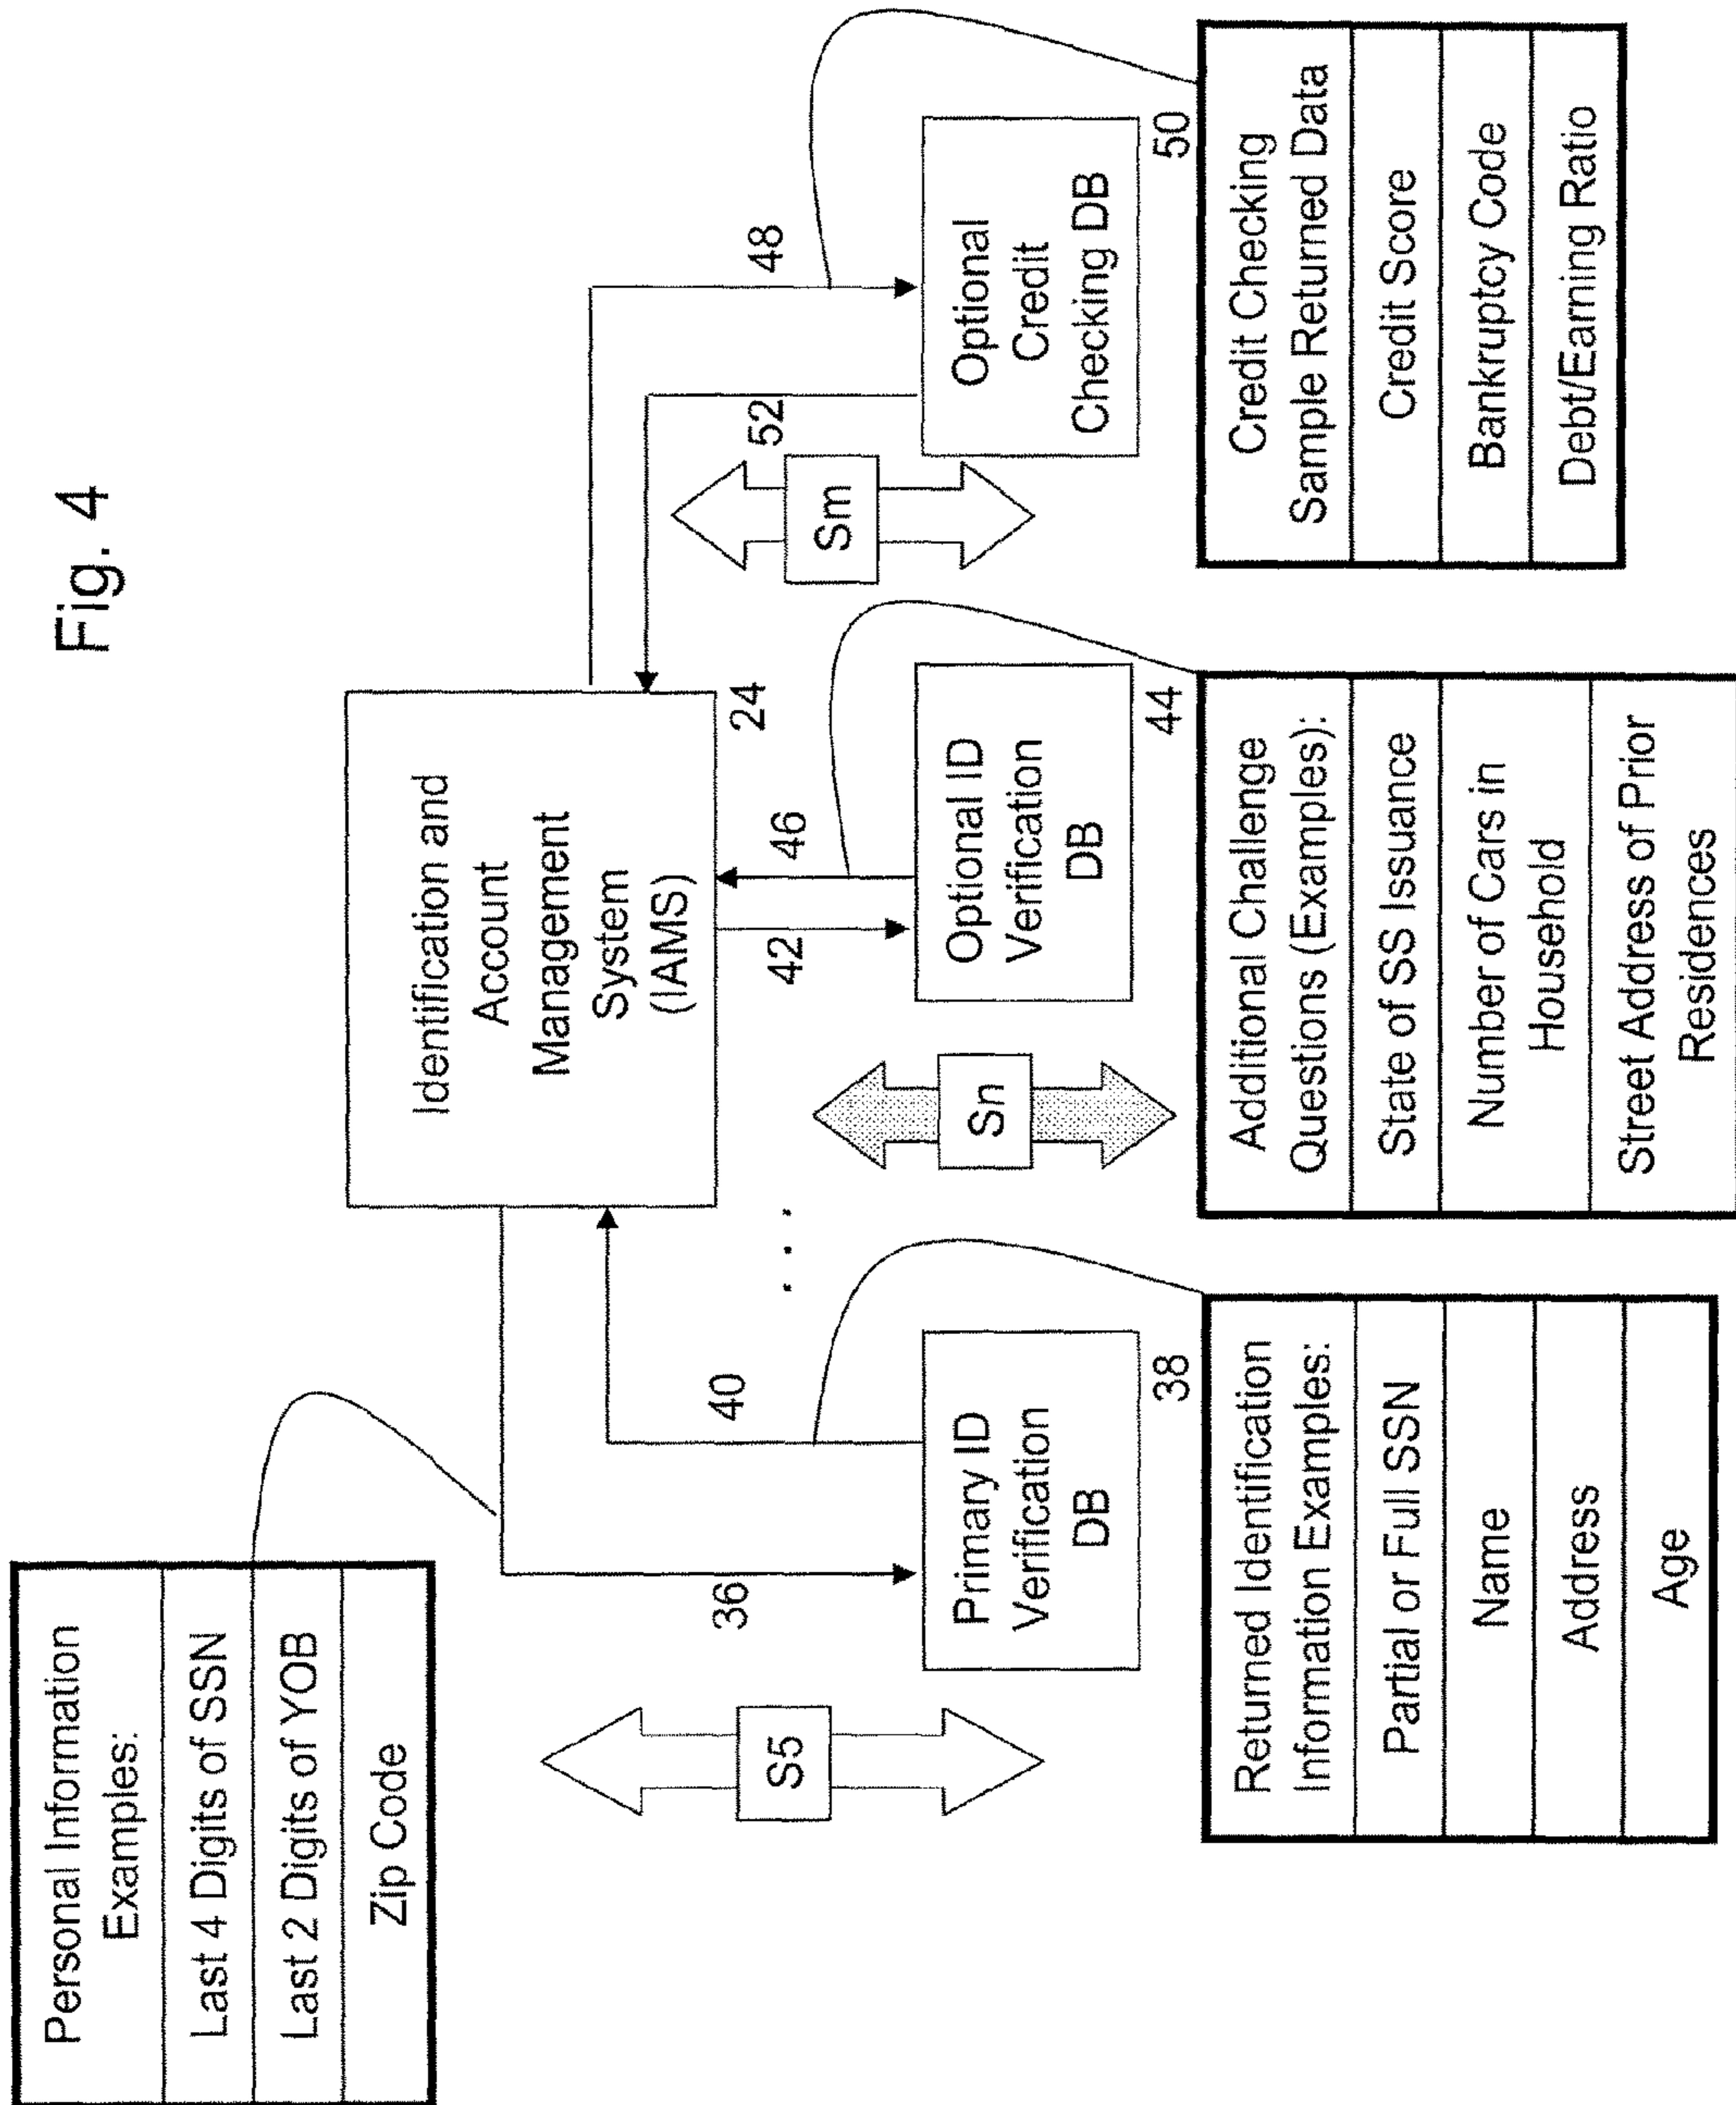 Fig. 4
Personal Information
Examples:
Last 4 Digits of SSN
Last 2 Digits of YOB
Zip Code
Identification and
Account
Management
System
(IAMS)
24
S5
36
40
. . .
Sn
42
46
Sm
52
48
Primary ID
Verification
DB
38
Optional ID
Verification
DB
44
Optional
Credit
Checking DB
50
Returned Identification
Information Examples:
Partial or Full SSN
Name
Address
Age
Additional Challenge
Questions (Examples):
State of SS Issuance
Number of Cars in
Household
Street Address of Prior
Residences
Credit Checking
Sample Returned Data
Credit Score
Bankruptcy Code
Debt/Earning Ratio